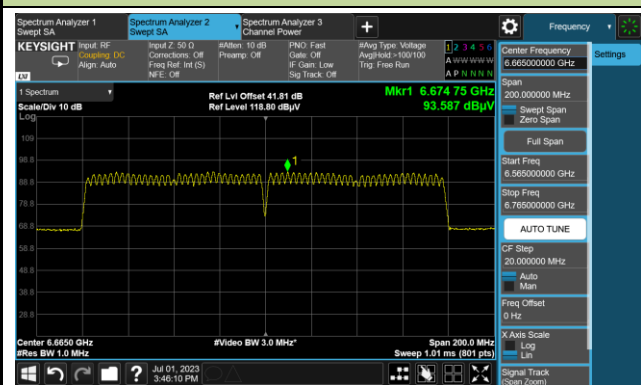 Spectrum Analyzer 1
Swept SA
Spectrum Analyzer 2
Swept SA
Spectrum Analyzer 3
Channel Power
Frequency
KEYSIGHT
Input: RF
Coupling: DC
Align: Auto
Input Z: 50 Ω
Corrections: Off
Freq Ref: Int (S)
NFE: Off
#Atten: 10 dB
Preamp: Off
PNO: Fast
Gate: Off
IF Gain: Low
Sig Track: Off
#Avg Type: Voltage
Avg|Hold:>100/100
Trig: Free Run
1 2 3 4 5 6
A W W W W W
A P N N N N
LXI
1 Spectrum
Scale/Div 10 dB
Log
Ref Lvl Offset 41.81 dB
Ref Level 118.80 dBµV
Mkr1 6.674 75 GHz
93.587 dBµV
109
98.8
88.8
78.8
68.8
58.8
48.8
38.8
28.8
1
Center 6.6650 GHz
#Res BW 1.0 MHz
#Video BW 3.0 MHz*
Span 200.0 MHz
Sweep 1.01 ms (801 pts)
Jul 01, 2023
3:46:10 PM
Center Frequency
6.665000000 GHz
Settings
Span
200.000000 MHz
Swept Span
Zero Span
Full Span
Start Freq
6.565000000 GHz
Stop Freq
6.765000000 GHz
AUTO TUNE
CF Step
20.000000 MHz
Auto
Man
Freq Offset
0 Hz
X Axis Scale
Log
Lin
Signal Track
(Span Zoom)